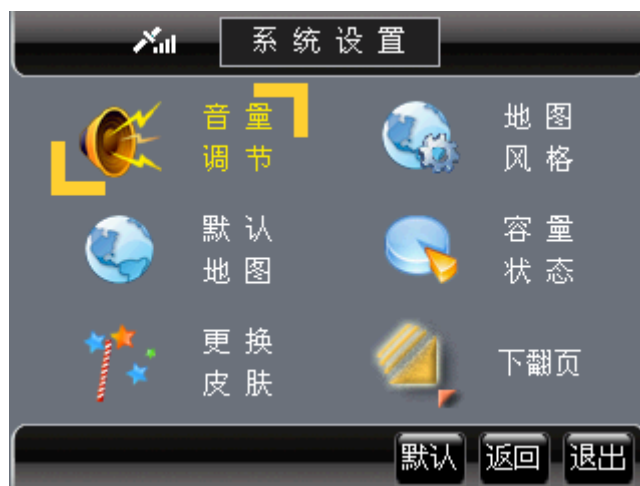 系统设置
音量
调节
地图
风格
默认
地图
容量
状态
更换
皮肤
下翻页
默认 返回 退出